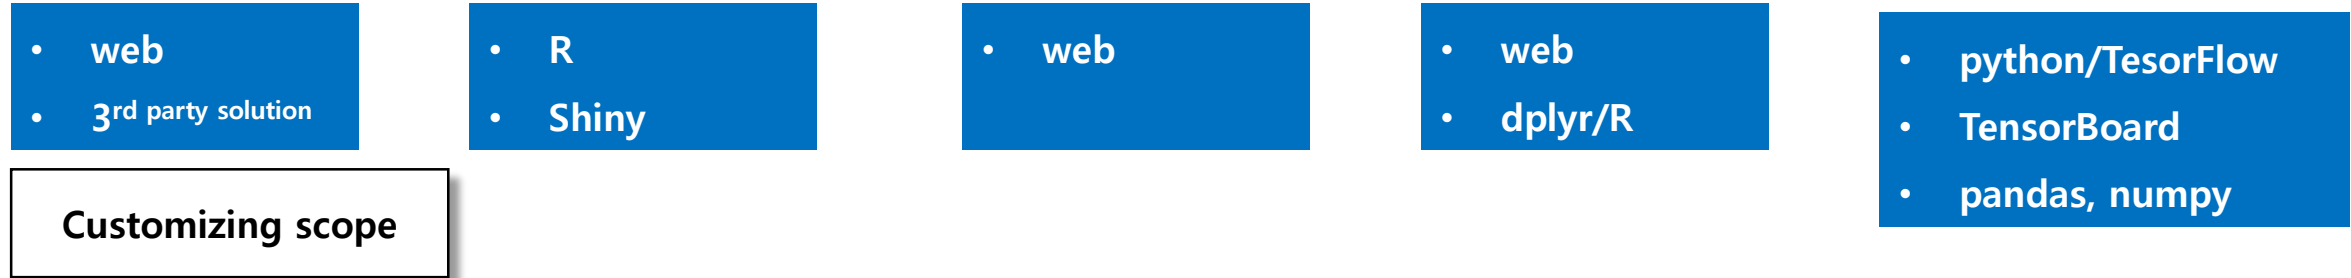 • web
• 3rd party solution
• R
• Shiny
• web
• web
• dplyr/R
• python/TesorFlow
• TensorBoard
• pandas, numpy
Customizing scope